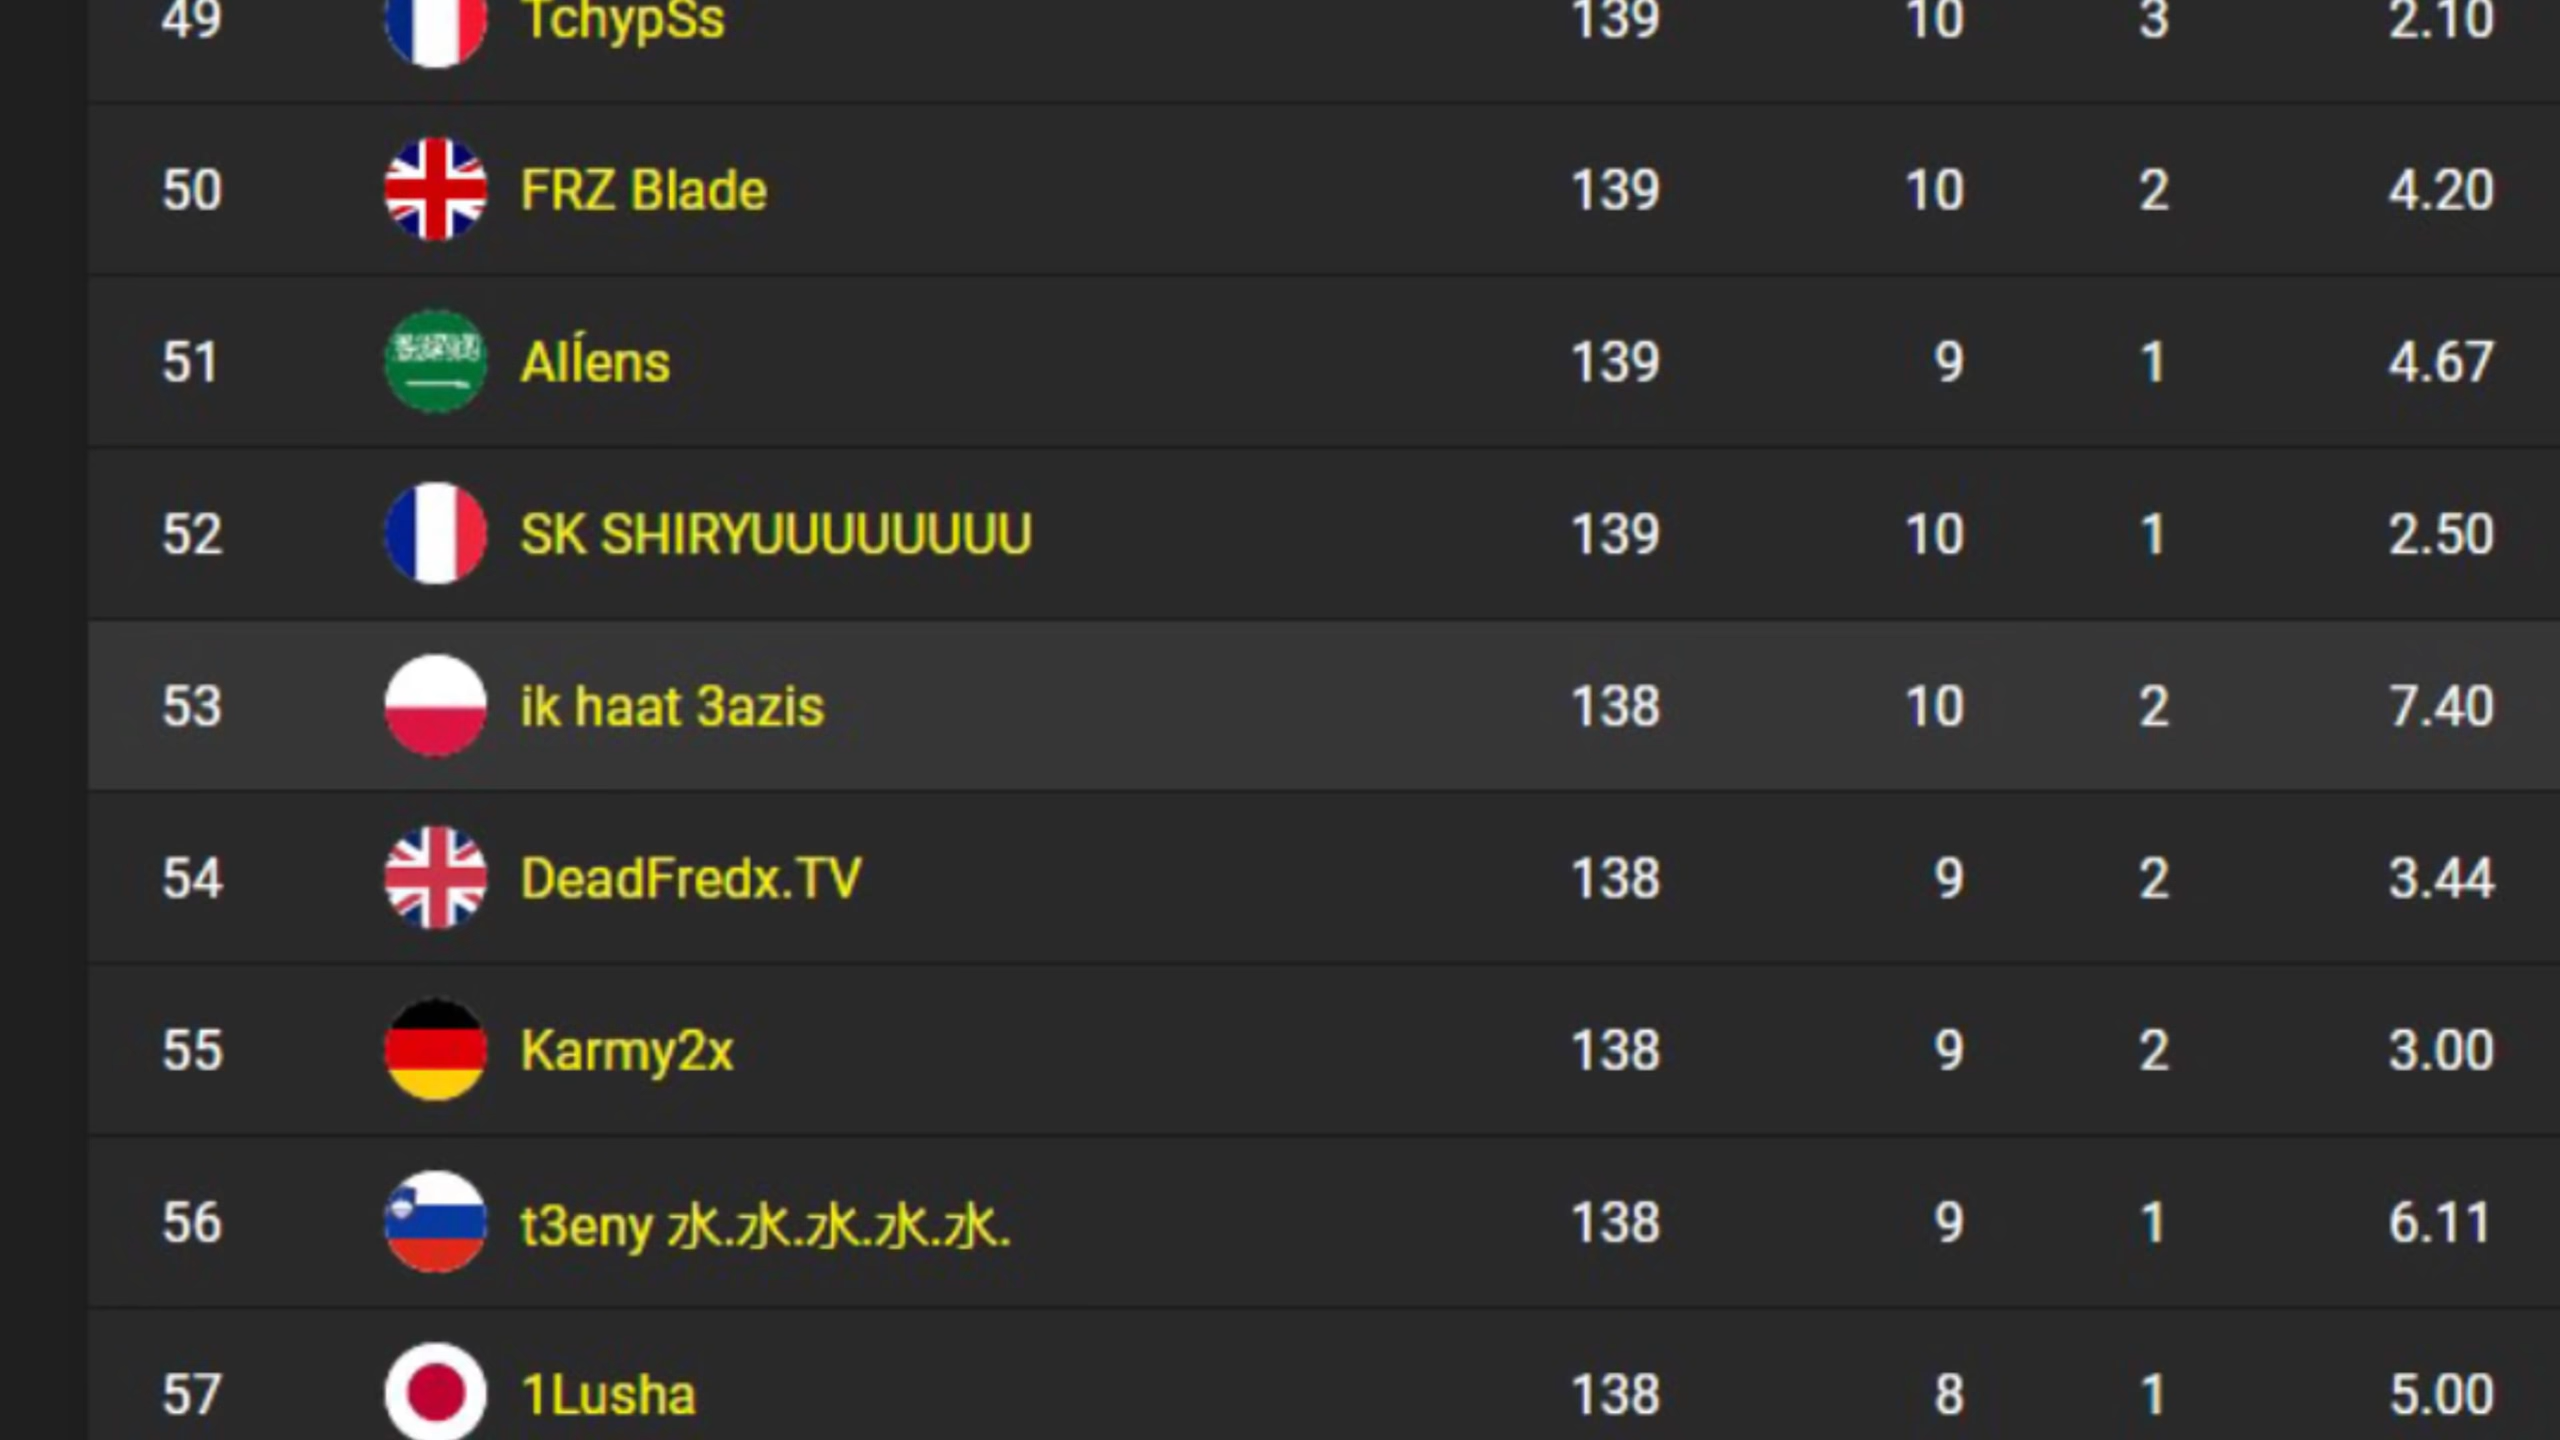 49 TchypSs 139 10 3 2.10
50 FRZ Blade 139 10 2 4.20
51 AlÍens 139 9 1 4.67
52 SK SHIRYUUUUUUUU 139 10 1 2.50
53 ik haat 3azis 138 10 2 7.40
54 DeadFredx.TV 138 9 2 3.44
55 Karmy2x 138 9 2 3.00
56 t3eny 水.水.水.水.水. 138 9 1 6.11
57 1Lusha 138 8 1 5.00